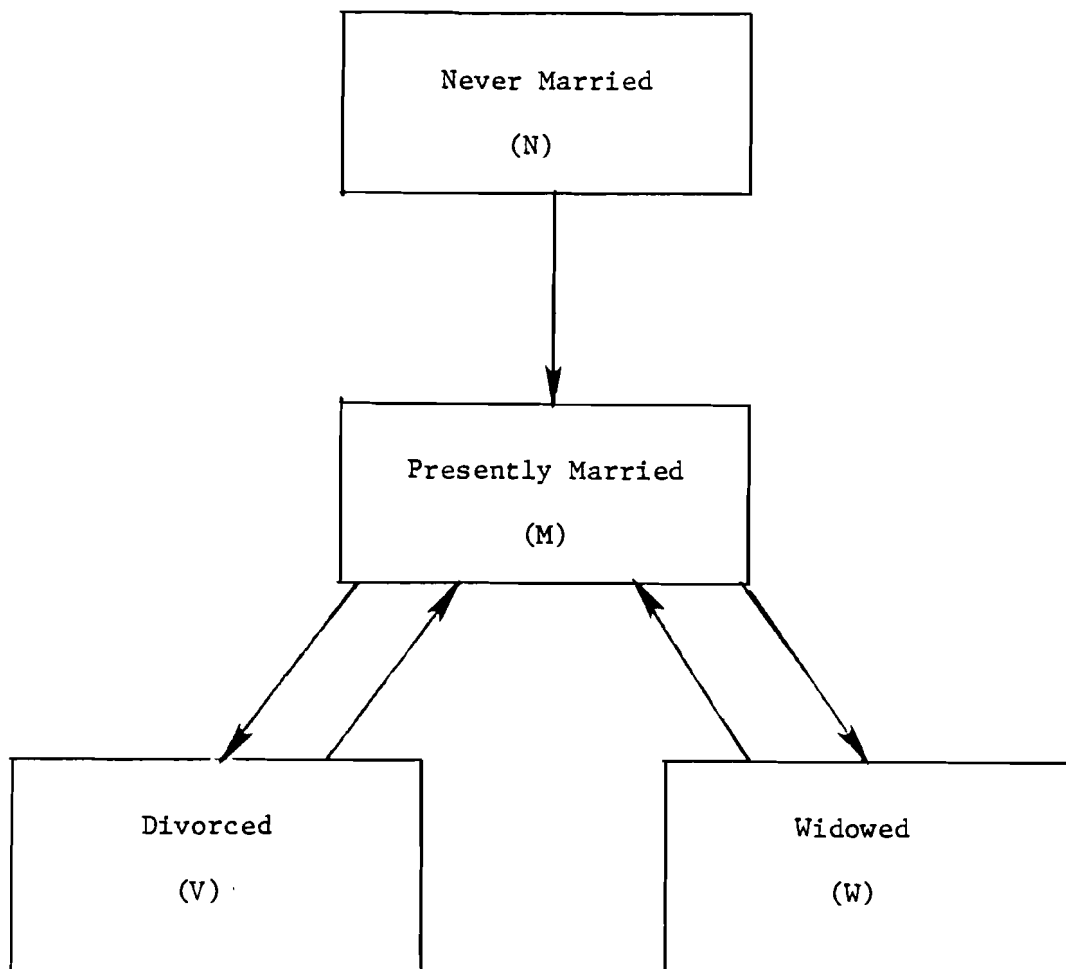 Never Married
(N)
Presently Married
(M)
Divorced
(V)
Widowed
(W)